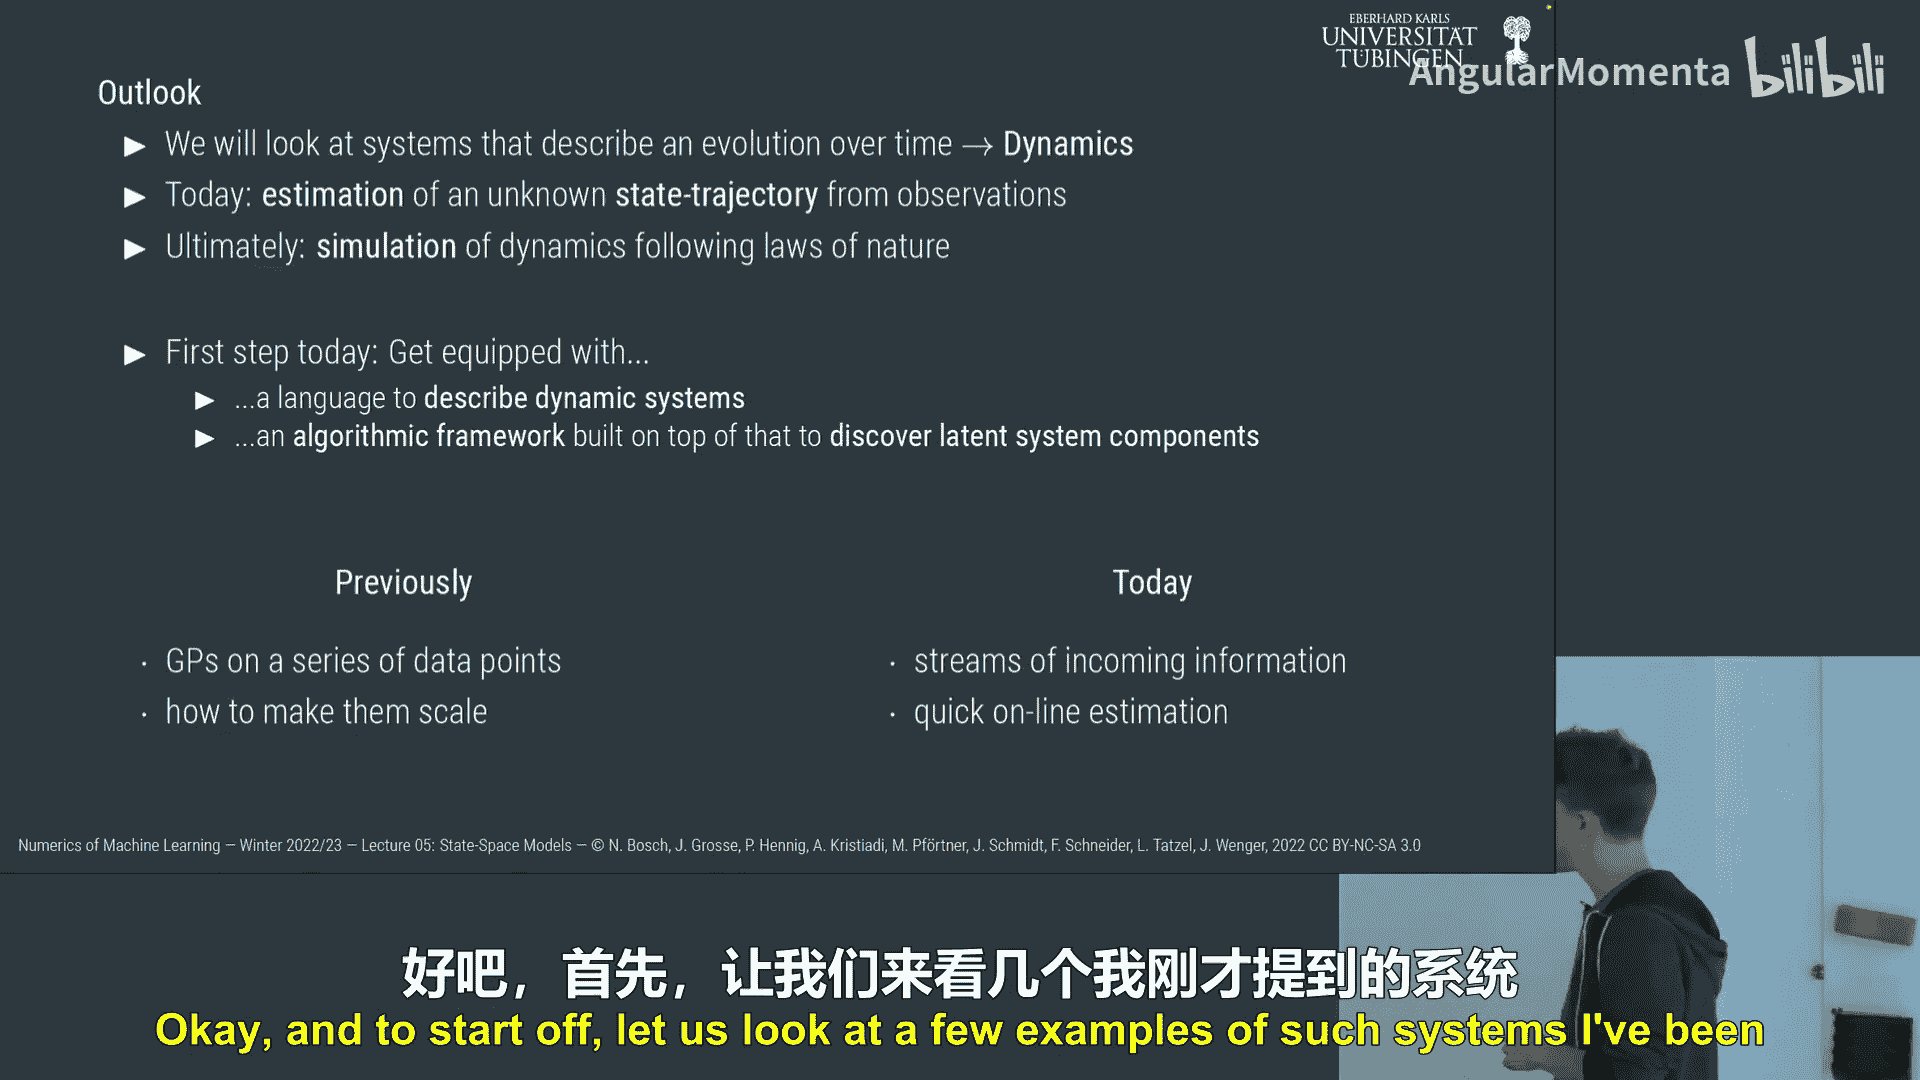 EBERHARD KARLS
UNIVERSITÄT
TÜBINGEN
AngularMomenta bilibili
Outlook
▶ We will look at systems that describe an evolution over time → Dynamics
▶ Today: estimation of an unknown state-trajectory from observations
▶ Ultimately: simulation of dynamics following laws of nature
▶ First step today: Get equipped with...
▶ ...a language to describe dynamic systems
▶ ...an algorithmic framework built on top of that to discover latent system components
Previously
· GPs on a series of data points
· how to make them scale
Today
· streams of incoming information
· quick on-line estimation
Numerics of Machine Learning — Winter 2022/23 — Lecture 05: State-Space Models — © N. Bosch, J. Grosse, P. Hennig, A. Kristiadi, M. Pförtner, J. Schmidt, F. Schneider, L. Tatzel, J. Wenger, 2022 CC BY-NC-SA 3.0
好吧，首先，让我们来看几个我刚才提到的系统
Okay, and to start off, let us look at a few examples of such systems I've been